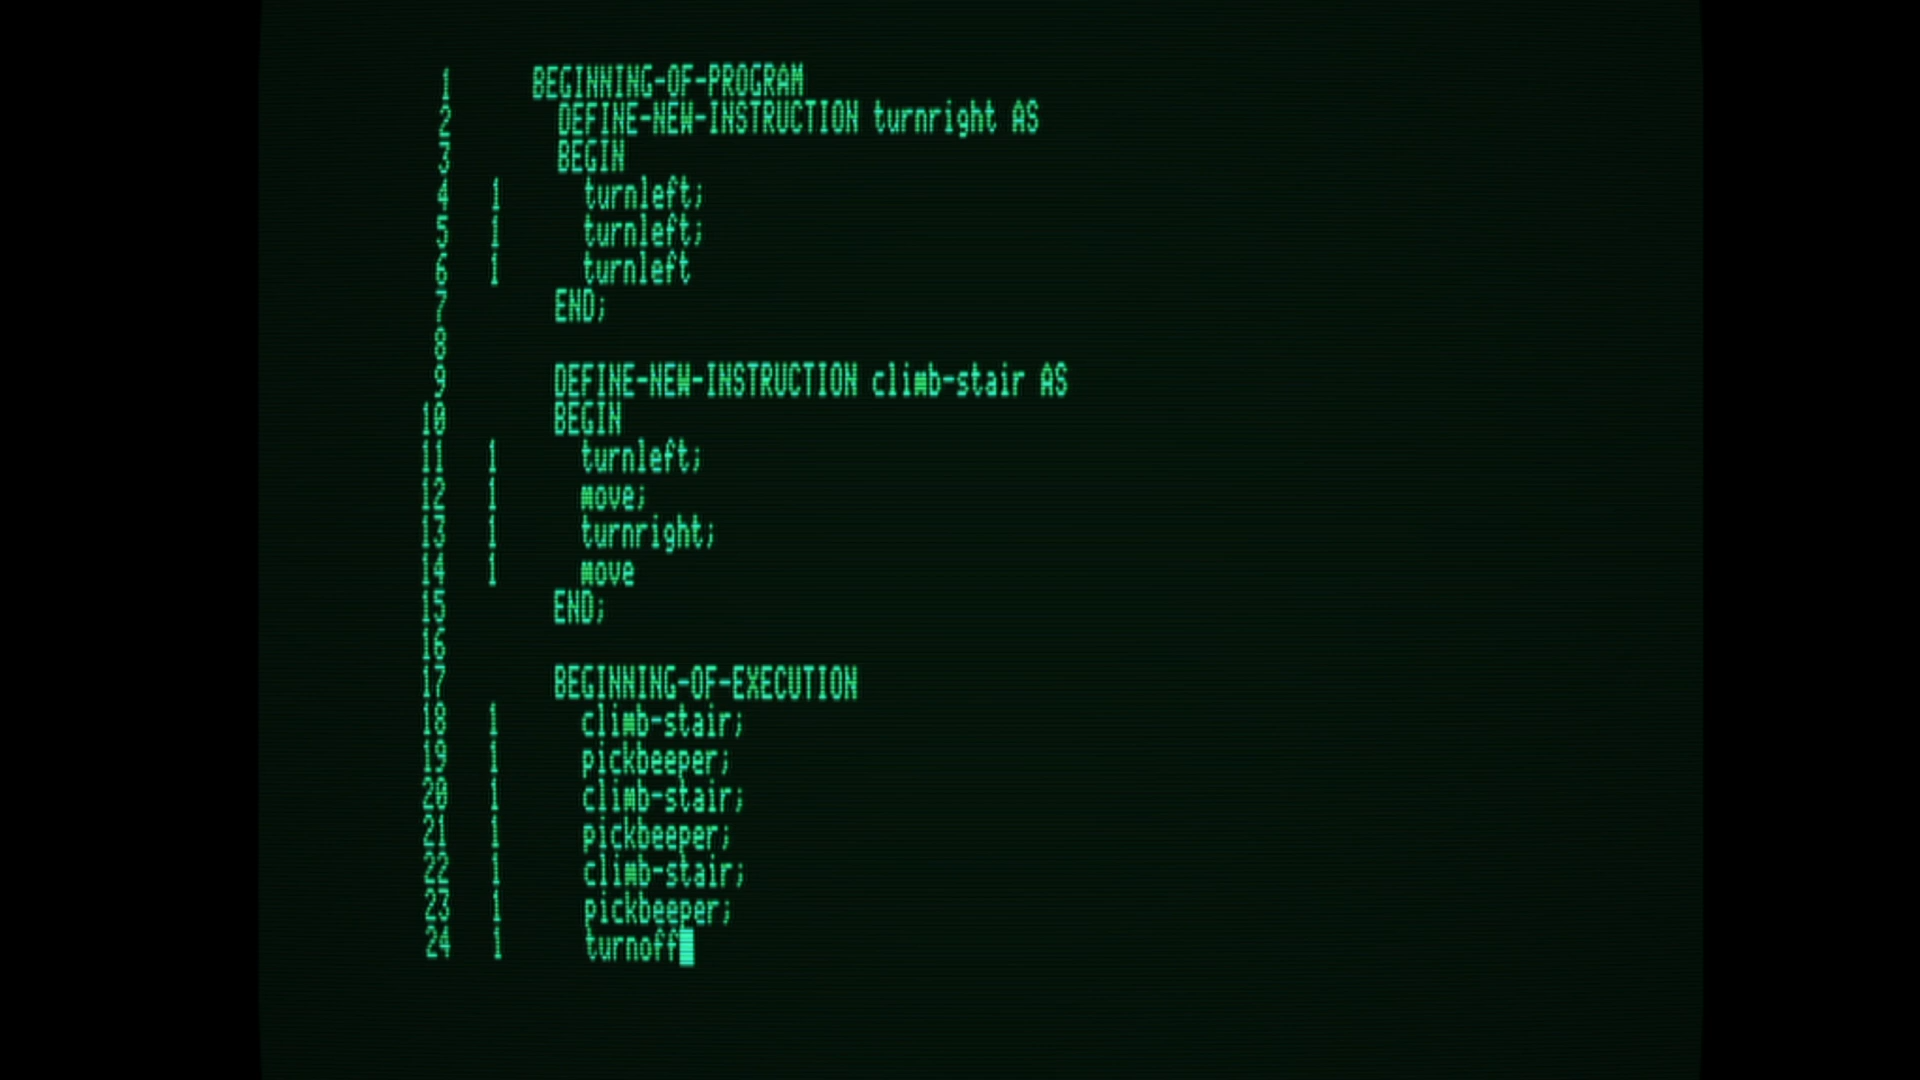 1 BEGINNING-OF-PROGRAM
2 DEFINE-NEW-INSTRUCTION turnright AS
3 BEGIN
4 1 turnleft;
5 1 turnleft;
6 1 turnleft
7 END;
8
9 DEFINE-NEW-INSTRUCTION climb-stair AS
10 BEGIN
11 1 turnleft;
12 1 move;
13 1 turnright;
14 1 move
15 END;
16
17 BEGINNING-OF-EXECUTION
18 1 climb-stair;
19 1 pickbeeper;
20 1 climb-stair;
21 1 pickbeeper;
22 1 climb-stair;
23 1 pickbeeper;
24 1 turnoff